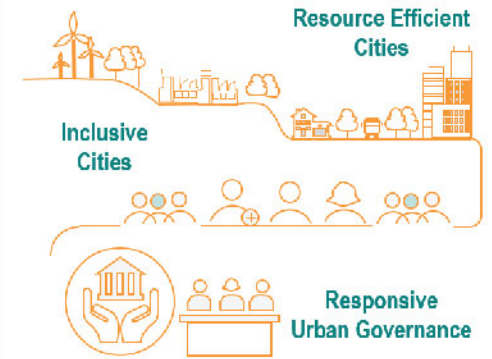 Resource Efficient
Cities
Inclusive
Cities
Responsive
Urban Governance